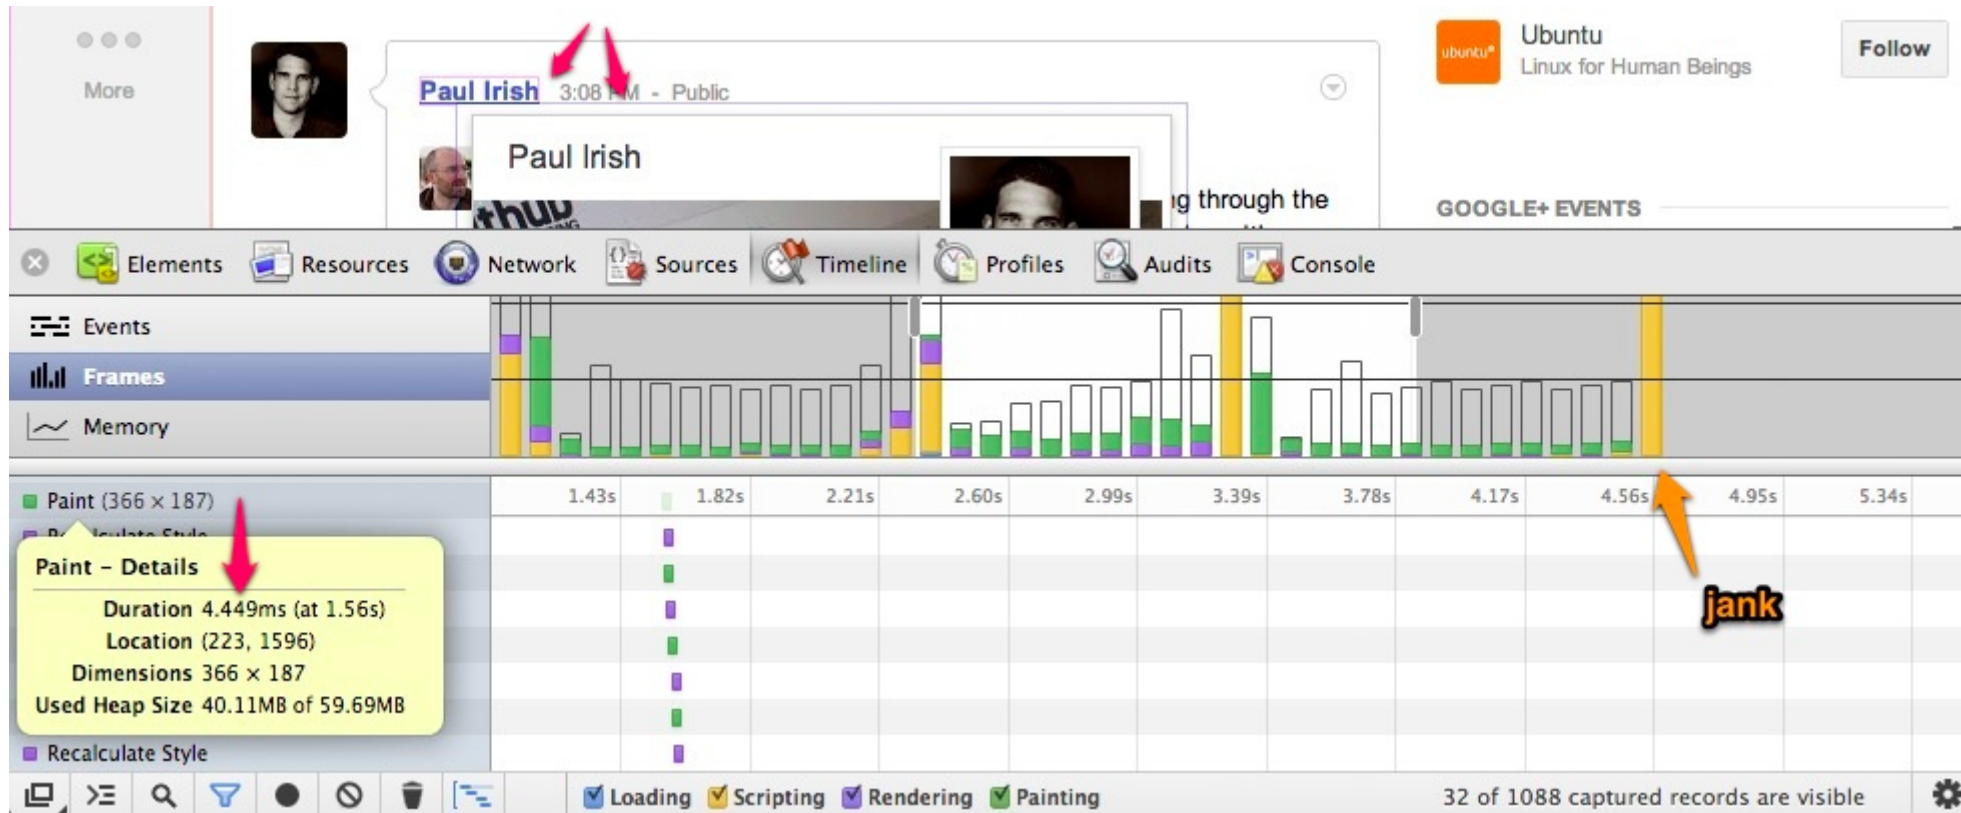 More
Paul Irish 3:08 PM - Public
Ubuntu
Linux for Human Beings
ubuntu®
Follow
Paul Irish
thub
ng through the
GOOGLE+ EVENTS
Elements Resources Network Sources Timeline Profiles Audits Console
Events
Frames
Memory
Paint (366 × 187)
1.43s 1.82s 2.21s 2.60s 2.99s 3.39s 3.78s 4.17s 4.56s 4.95s 5.34s
Recalculate Style
Paint – Details
Duration 4.449ms (at 1.56s)
Location (223, 1596)
Dimensions 366 × 187
Used Heap Size 40.11MB of 59.69MB
jank
Recalculate Style
Loading Scripting Rendering Painting
32 of 1088 captured records are visible